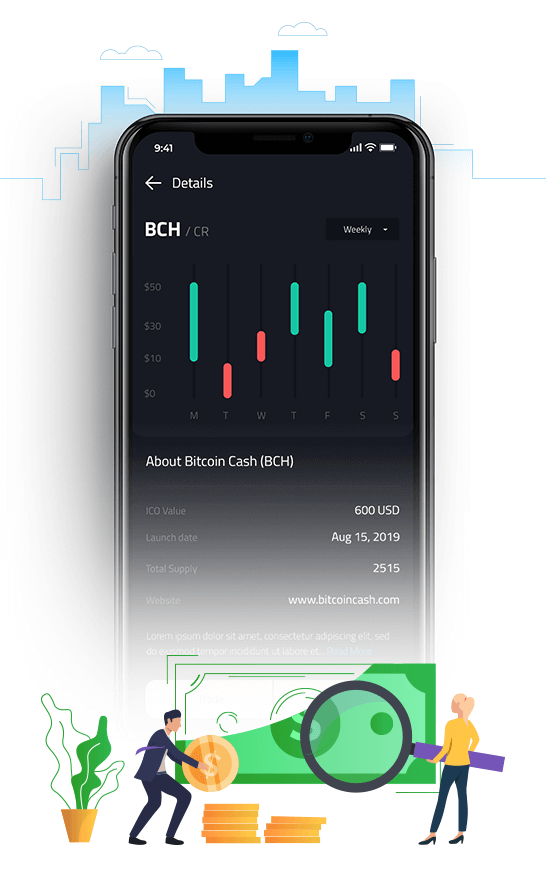 9:41
Details
BCH / CR
Weekly
$50
$30
$10
$0
M T W T F S S
About Bitcoin Cash (BCH)
ICO Value 600 USD
Launch date Aug 15, 2019
Total Supply 2515
Website www.bitcoincash.com
Lorem ipsum dolor sit amet, consectetur adipiscing elit, sed
do eiusmod tempor incididunt ut labore et.. Read More
$
$